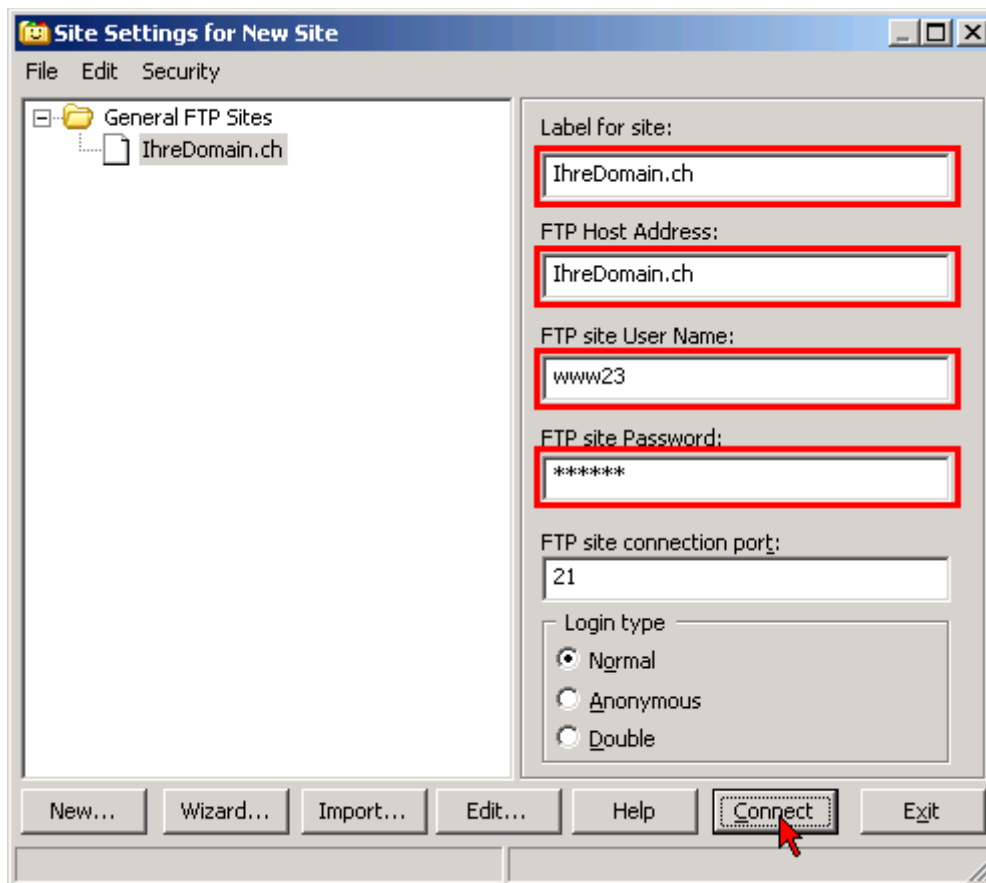 Site Settings for New Site
File Edit Security
General FTP Sites
IhreDomain.ch
Label for site:
IhreDomain.ch
FTP Host Address:
IhreDomain.ch
FTP site User Name:
www23
FTP site Password:
******
FTP site connection port:
21
Login type
Normal
Anonymous
Double
New... Wizard... Import... Edit... Help Connect Exit